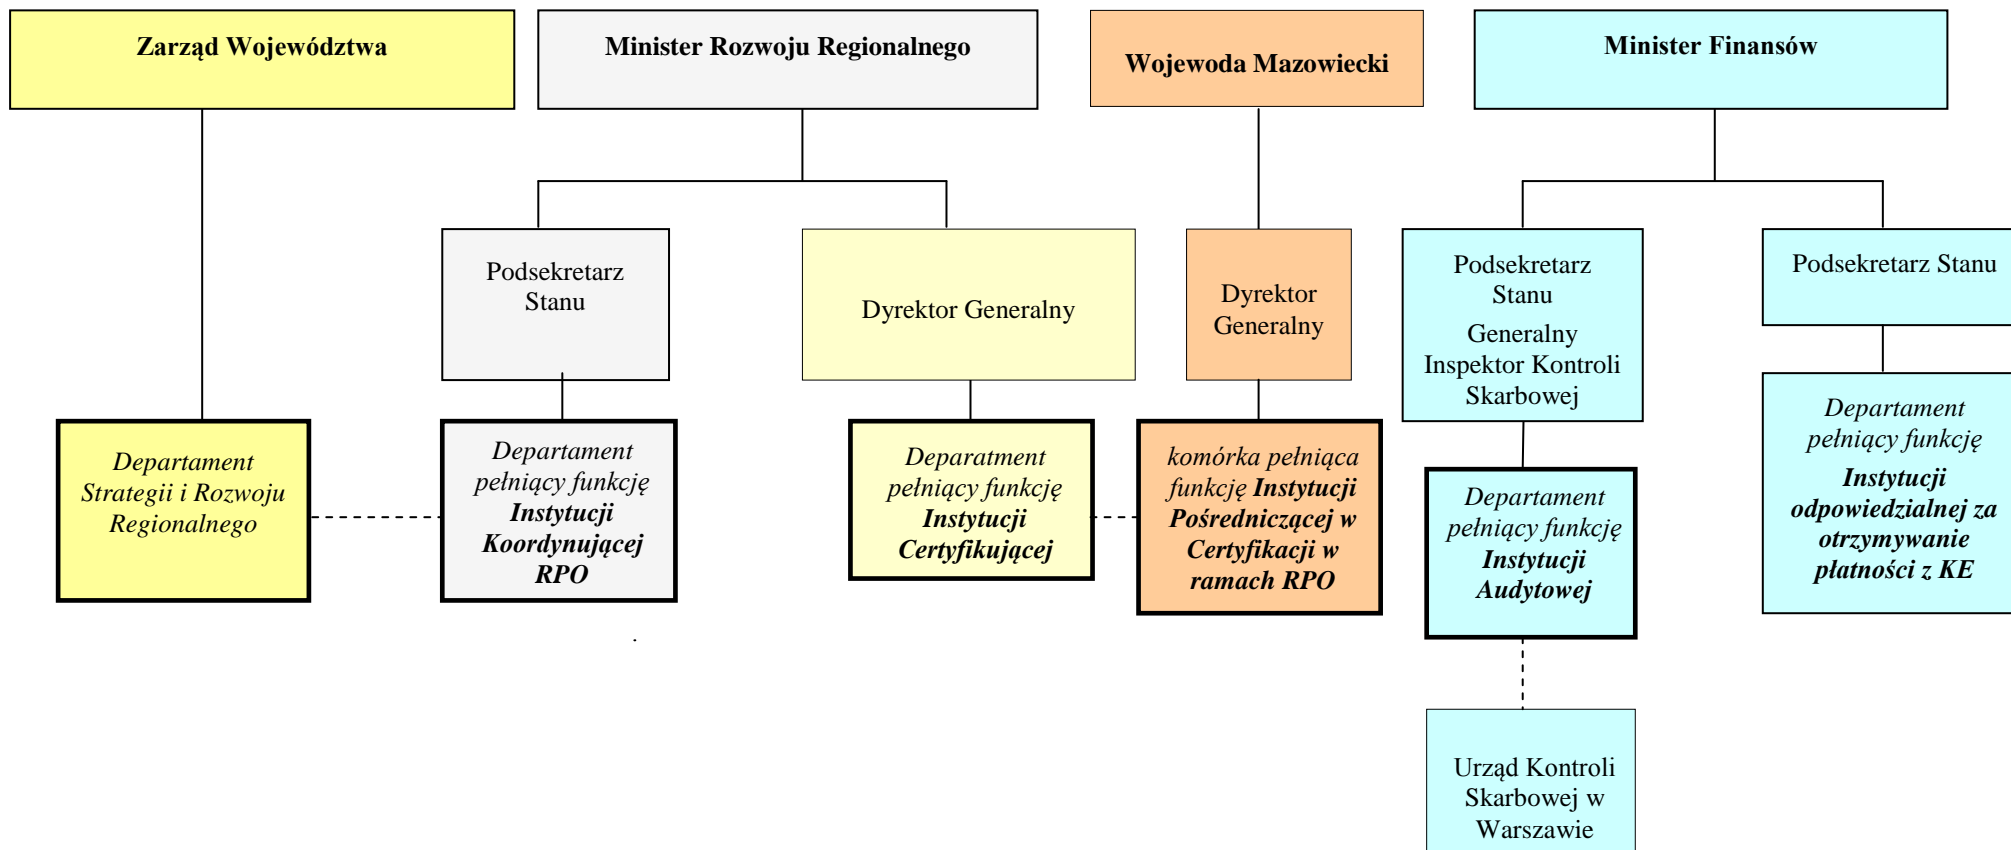 Zarząd Województwa
Minister Rozwoju Regionalnego
Wojewoda Mazowiecki
Minister Finansów
Podsekretarz
Stanu
Dyrektor Generalny
Dyrektor
Generalny
Podsekretarz
Stanu
Generalny
Inspektor Kontroli
Skarbowej
Podsekretarz Stanu
Departament
Strategii i Rozwoju
Regionalnego
Departament
pełniący funkcję
Instytucji
Koordynującej
RPO
Deparatment
pełniący funkcję
Instytucji
Certyfikującej
komórka pełniąca
funkcję Instytucji
Pośredniczącej w
Certyfikacji w
ramach RPO
Departament
pełniący funkcję
Instytucji
Audytowej
Departament
pełniący funkcję
Instytucji
odpowiedzialnej za
otrzymywanie
płatności z KE
Urząd Kontroli
Skarbowej w
Warszawie